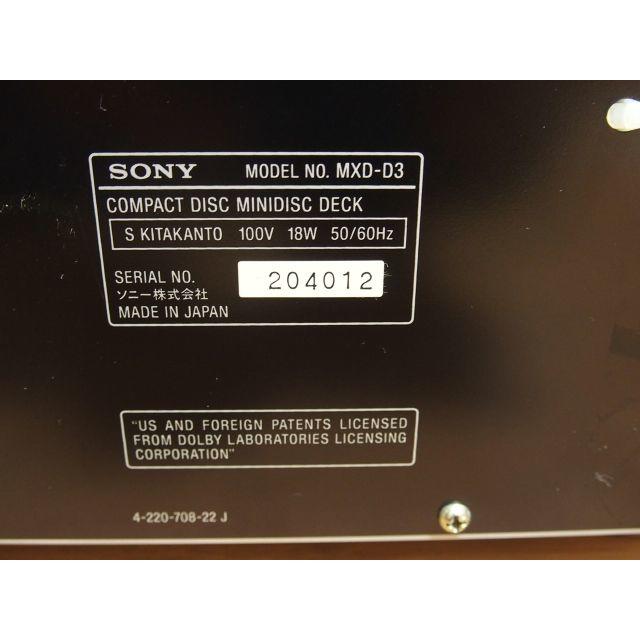 SONY MODEL NO. MXD-D3
COMPACT DISC MINIDISC DECK
S KITAKANTO 100V 18W 50/60Hz
SERIAL NO. 204012
ソニー株式会社
MADE IN JAPAN
"US AND FOREIGN PATENTS LICENSED
FROM DOLBY LABORATORIES LICENSING
CORPORATION"
4-220-708-22 J